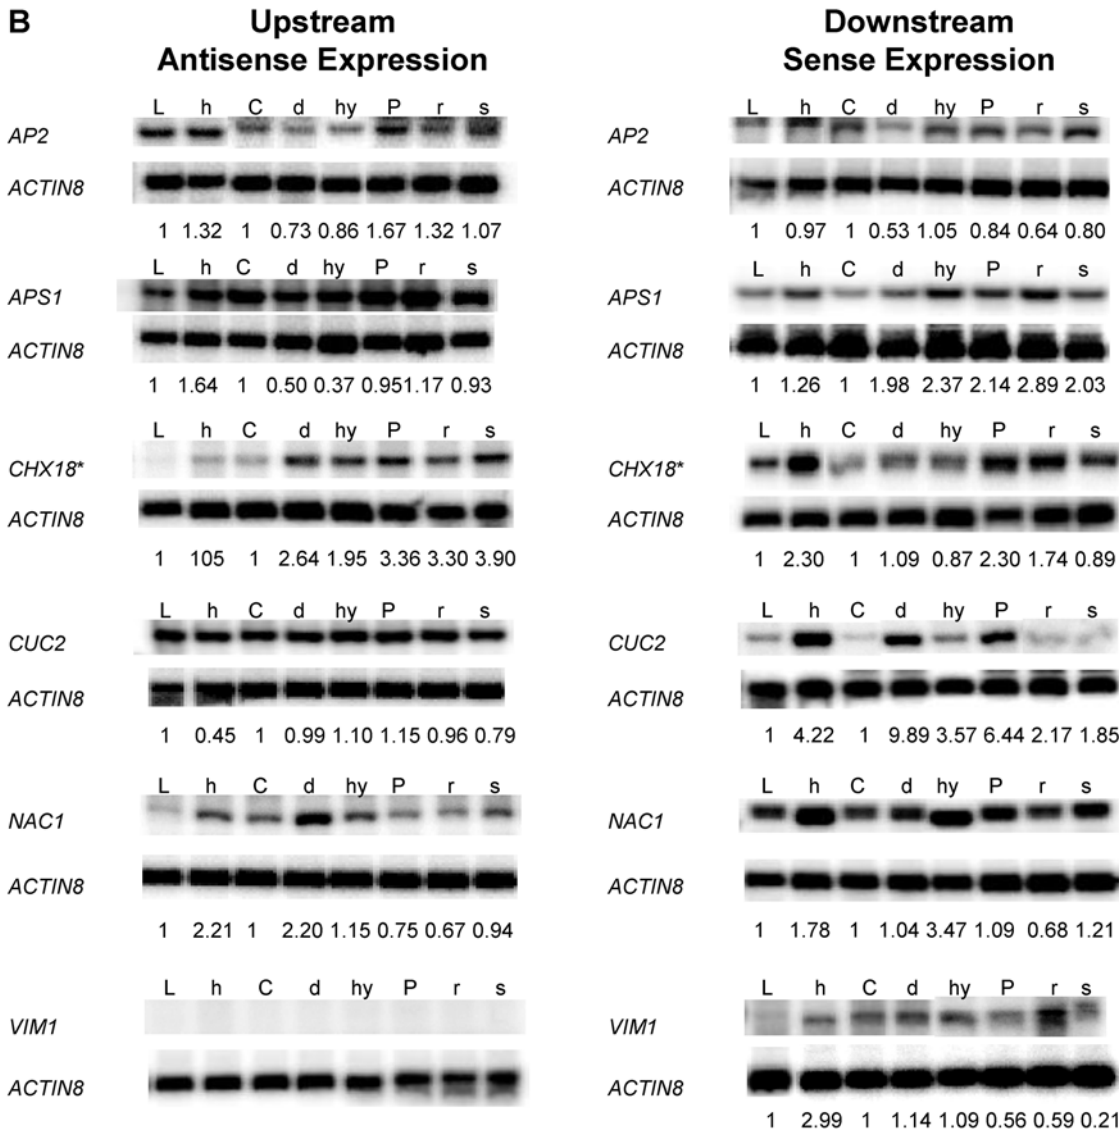 B
Upstream
Antisense Expression
Downstream
Sense Expression
L h C d hy P r s
AP2
ACTIN8
1 1.32 1 0.73 0.86 1.67 1.32 1.07
L h C d hy P r s
AP2
ACTIN8
1 0.97 1 0.53 1.05 0.84 0.64 0.80
L h C d hy P r s
APS1
ACTIN8
1 1.64 1 0.50 0.37 0.951 1.17 0.93
L h C d hy P r s
APS1
ACTIN8
1 1.26 1 1.98 2.37 2.14 2.89 2.03
L h C d hy P r s
CHX18*
ACTIN8
1 105 1 2.64 1.95 3.36 3.30 3.90
L h C d hy P r s
CHX18*
ACTIN8
1 2.30 1 1.09 0.87 2.30 1.74 0.89
L h C d hy P r s
CUC2
ACTIN8
1 0.45 1 0.99 1.10 1.15 0.96 0.79
L h C d hy P r s
CUC2
ACTIN8
1 4.22 1 9.89 3.57 6.44 2.17 1.85
L h C d hy P r s
NAC1
ACTIN8
1 2.21 1 2.20 1.15 0.75 0.67 0.94
L h C d hy P r s
NAC1
ACTIN8
1 1.78 1 1.04 3.47 1.09 0.68 1.21
L h C d hy P r s
VIM1
ACTIN8
L h C d hy P r s
VIM1
ACTIN8
1 2.99 1 1.14 1.09 0.56 0.59 0.21